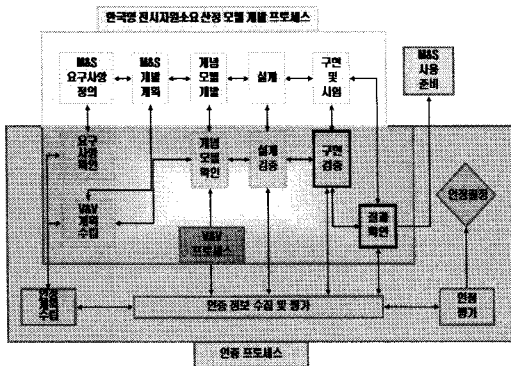 한국형 전시자원소요 산정 모델 개발 프로세스
M&S
요구사항
정의
M&S
개발
계획
개념
모델
개발
설계
구현
및
시험
M&S
사용
준비
요구
사항
확인
개념
모델
확인
설계
검증
구현
검증
V&V
계획
수립
V&V
프로세스
결과
확인
인증결정
수립
인증 정보 수집 및 평가
인증
평가
인증 프로세스